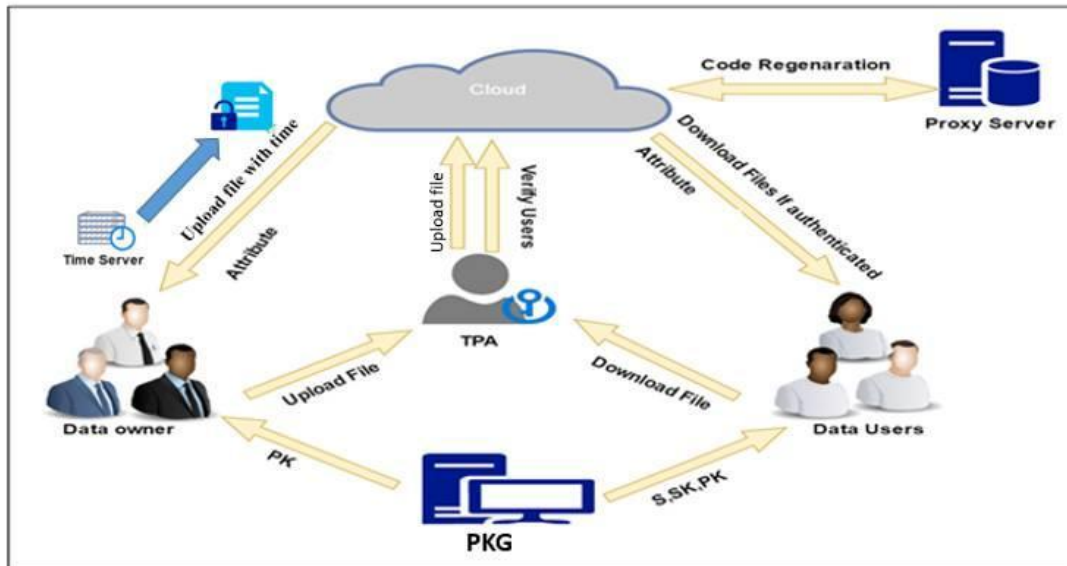 Cloud
Code Regenaration
Proxy Server
Upload file with time
Attribute
Time Server
Upload file
Verify Users
Attribute
Download Files If authenticated
TPA
Data owner
Upload File
Download File
Data Users
PK
S,SK,PK
PKG